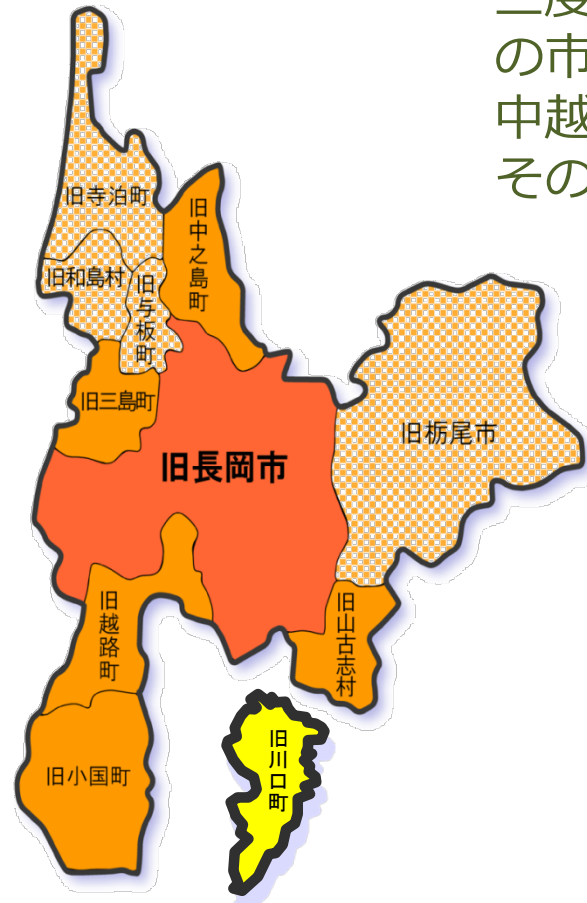 の市
中越
その
旧寺泊町
旧中之島町
旧和島村
旧与板町
旧三島町
旧栃尾市
旧長岡市
旧越路町
旧山古志村
旧川口町
旧小国町